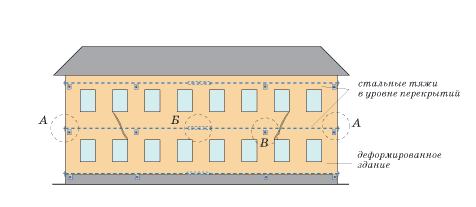 стальные тяжи
в уровне перекрытий
А
Б
А
В
деформированное
здание